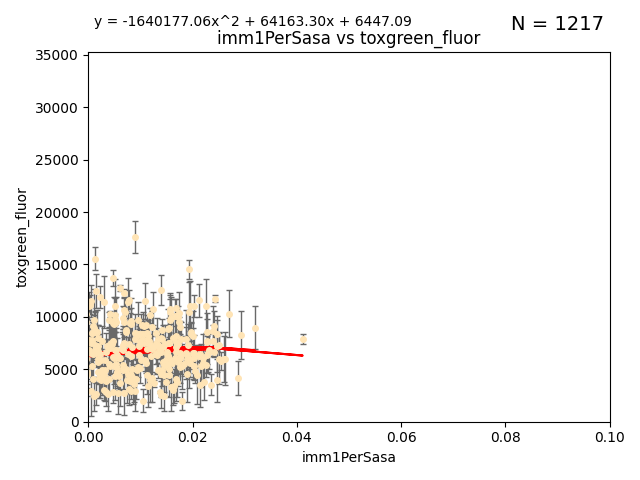 y = -1640177.06x^2 + 64163.30x + 6447.09
N = 1217
imm1PerSasa vs toxgreen_fluor
35000
30000
25000
20000
15000
10000
5000
0
toxgreen_fluor
0.00 0.02 0.04 0.06 0.08 0.10
imm1PerSasa